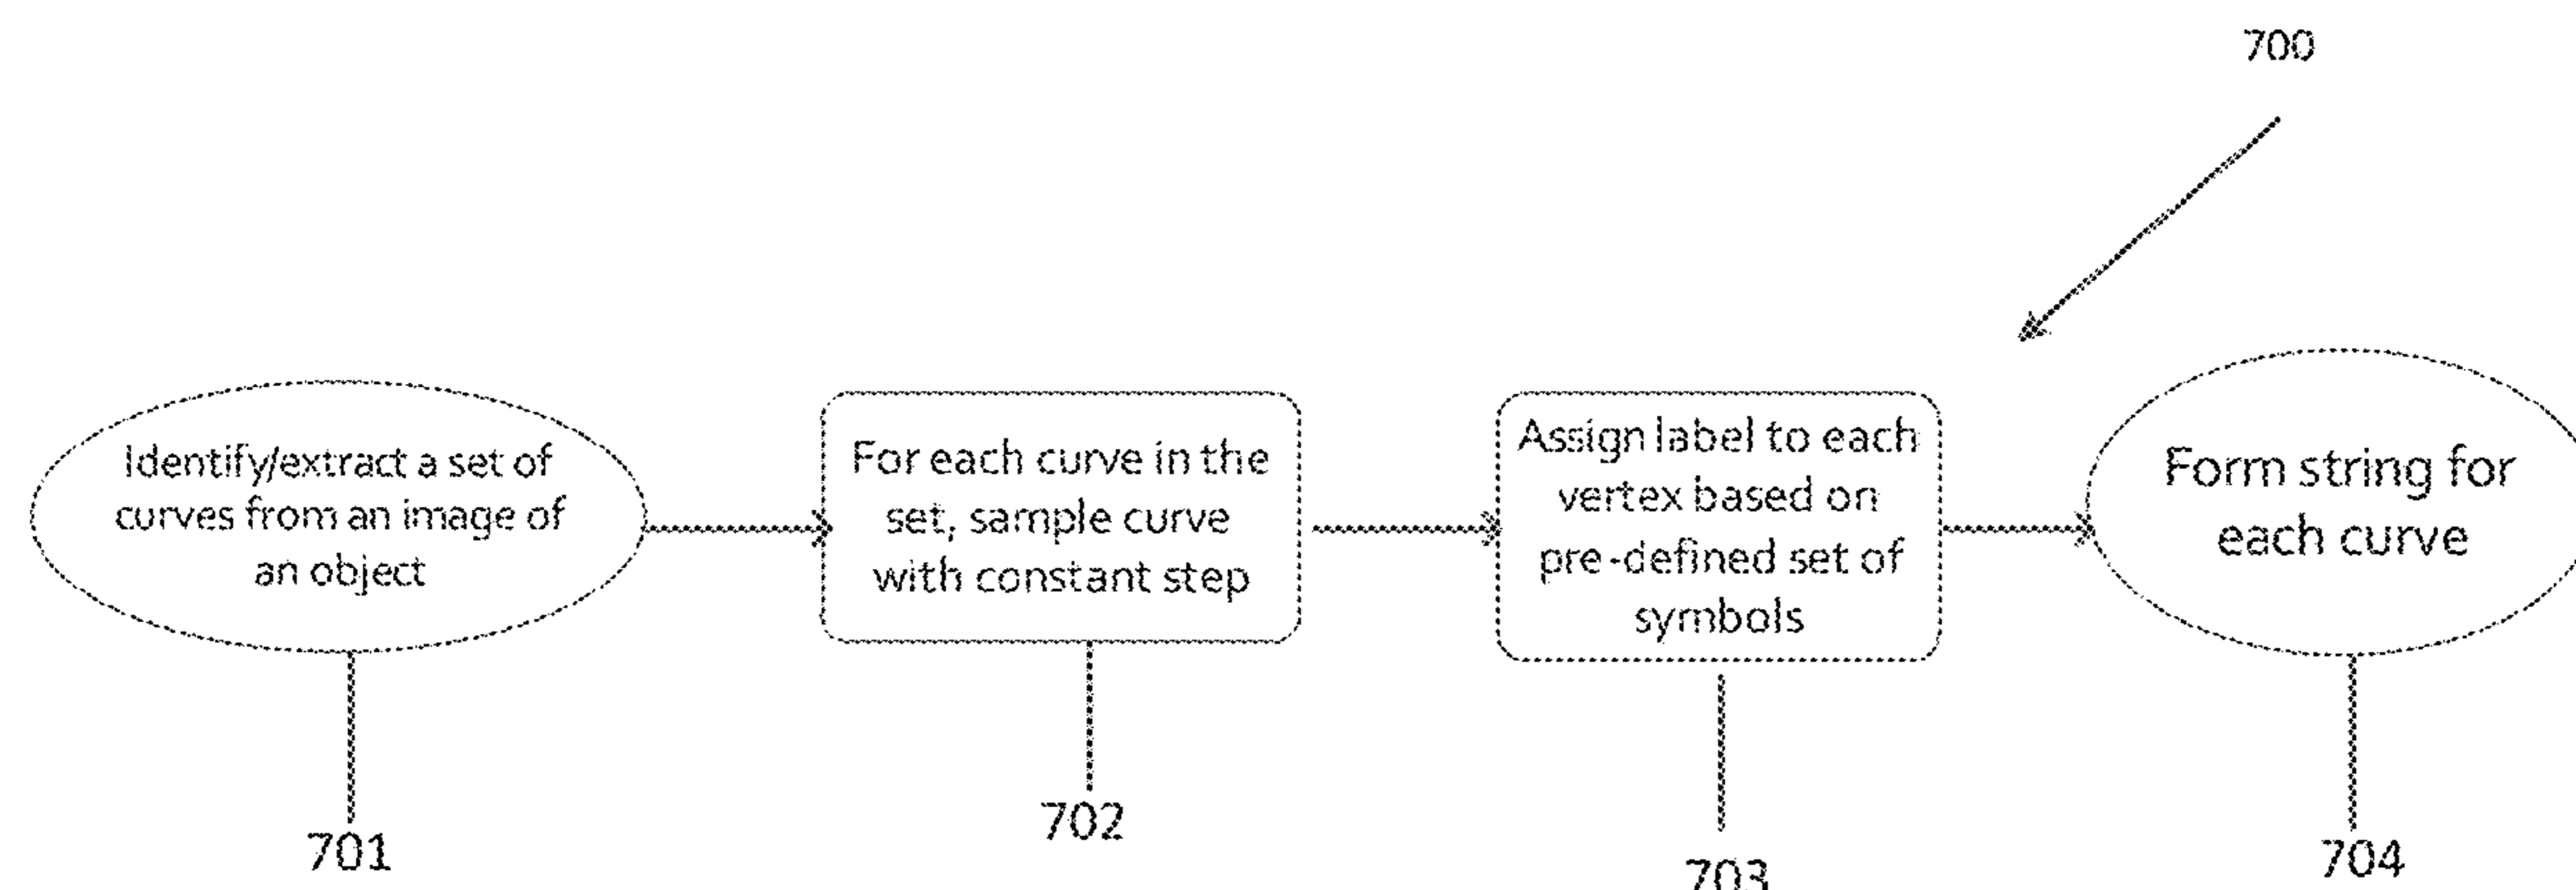 700
Identify/extract a set of
curves from an image of
an object
For each curve in the
set, sample curve
with constant step
Assign label to each
vertex based on
pre-defined set of
symbols
Form string for
each curve
701
702
703
704